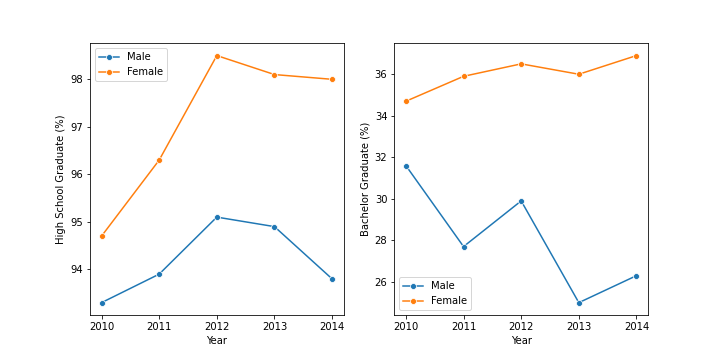 Male
Female
98
97
96
95
94
High School Graduate (%)
2010 2011 2012 2013 2014
Year
36
34
32
30
28
26
Bachelor Graduate (%)
Male
Female
2010 2011 2012 2013 2014
Year